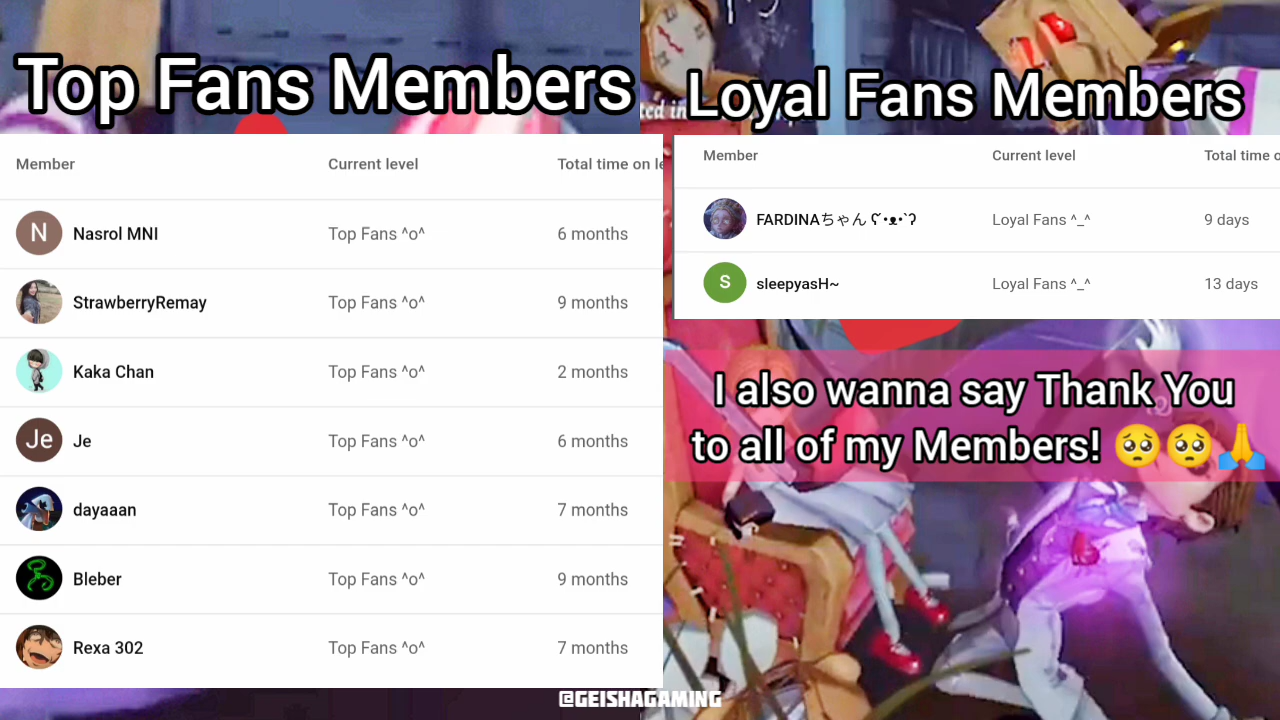 Top Fans Members
Member Current level Total time on le
N Nasrol MNI Top Fans ^o^ 6 months
StrawberryRemay Top Fans ^o^ 9 months
Kaka Chan Top Fans ^o^ 2 months
Je Je Top Fans ^o^ 6 months
dayaaan Top Fans ^o^ 7 months
Bleber Top Fans ^o^ 9 months
Rexa 302 Top Fans ^o^ 7 months
ed in
Loyal Fans Members
Member Current level Total time o
FARDINAちゃん ʕ˘•ᴥ•˘ʔ Loyal Fans ^_^ 9 days
S sleepyasH~ Loyal Fans ^_^ 13 days
I also wanna say Thank You
to all of my Members! 🥺🥺🙏
@GEISHAGAMING